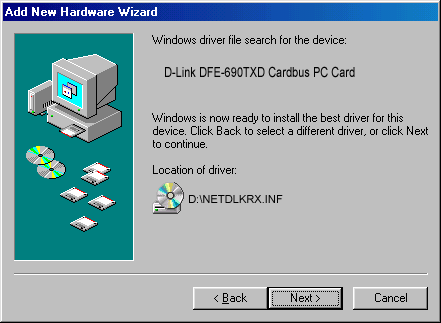 Add New Hardware Wizard
Windows driver file search for the device:
D-Link DFE-690TXD Cardbus PC Card
Windows is now ready to install the best driver for this
device. Click Back to select a different driver, or click Next
to continue.
Location of driver:
D:\NETDLKRX.INF
< Back
Next >
Cancel